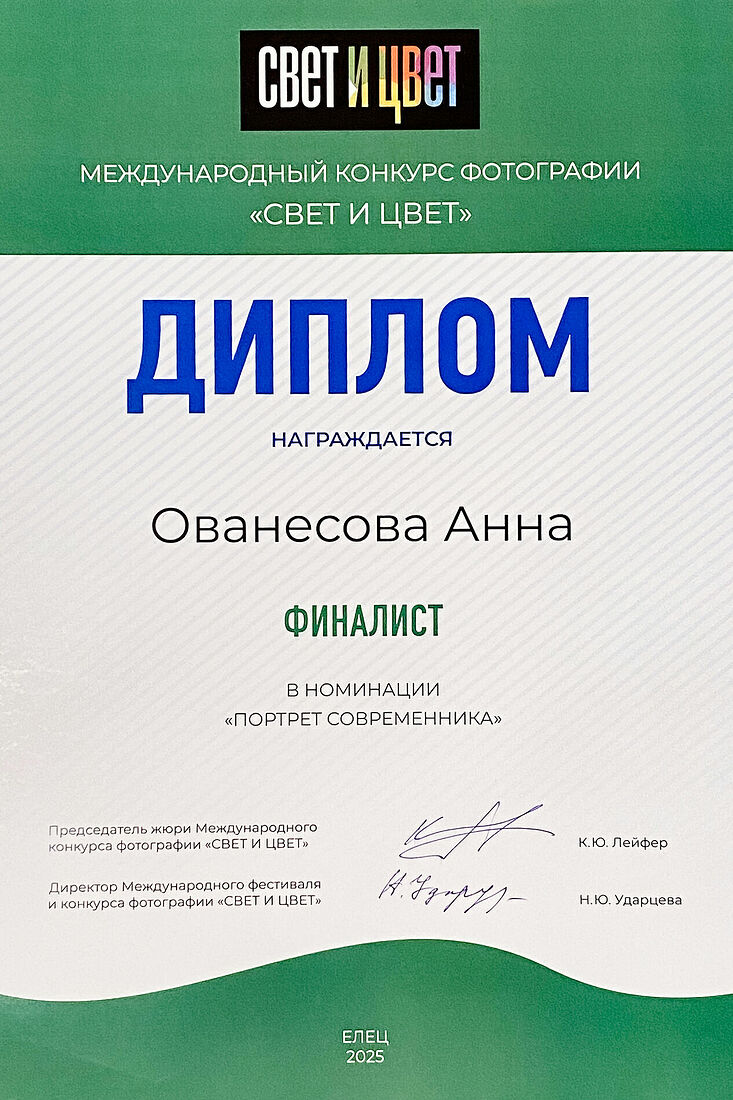 СВЕТ И ЦВЕТ
МЕЖДУНАРОДНЫЙ КОНКУРС ФОТОГРАФИИ
«СВЕТ И ЦВЕТ»
ДИПЛОМ
НАГРАЖДАЕТСЯ
Ованесова Анна
ФИНАЛИСТ
В НОМИНАЦИИ
«ПОРТРЕТ СОВРЕМЕННИКА»
Председатель жюри Международного
конкурса фотографии «СВЕТ И ЦВЕТ»
К.Ю. Лейфер
Директор Международного фестиваля
и конкурса фотографии «СВЕТ И ЦВЕТ»
Н.Ю. Ударцева
ЕЛЕЦ
2025